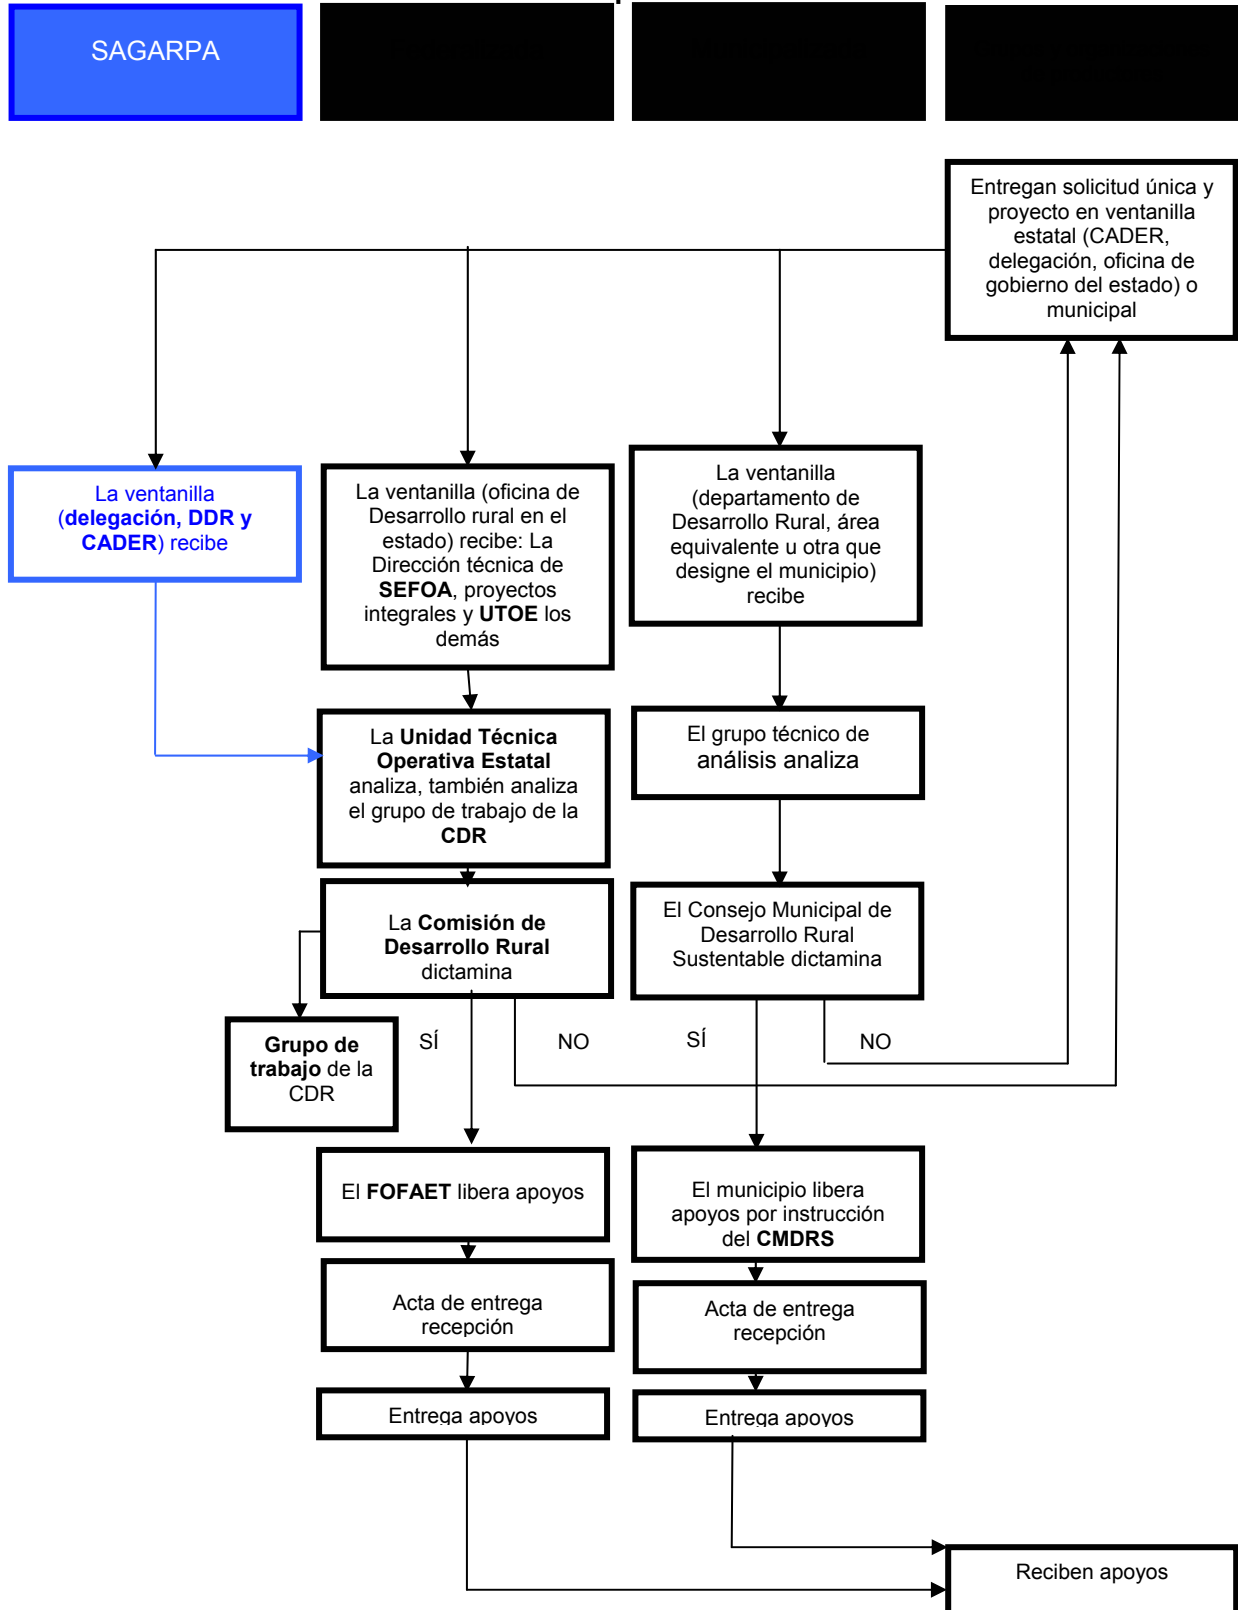 SAGARPA
Entregan solicitud única y
proyecto en ventanilla
estatal (CADER,
delegación, oficina de
gobierno del estado) o
municipal
La ventanilla
(delegación, DDR y
CADER) recibe
La ventanilla (oficina de
Desarrollo rural en el
estado) recibe: La
Dirección técnica de
SEFOA, proyectos
integrales y UTOE los
demás
La ventanilla
(departamento de
Desarrollo Rural, área
equivalente u otra que
designe el municipio)
recibe
La Unidad Técnica
Operativa Estatal
analiza, también analiza
el grupo de trabajo de la
CDR
El grupo técnico de
análisis analiza
La Comisión de
Desarrollo Rural
dictamina
El Consejo Municipal de
Desarrollo Rural
Sustentable dictamina
Grupo de
trabajo de la
CDR
SÍ
NO
SÍ
NO
El FOFAET libera apoyos
El municipio libera
apoyos por instrucción
del CMDRS
Acta de entrega
recepción
Acta de entrega
recepción
Entrega apoyos
Entrega apoyos
Reciben apoyos